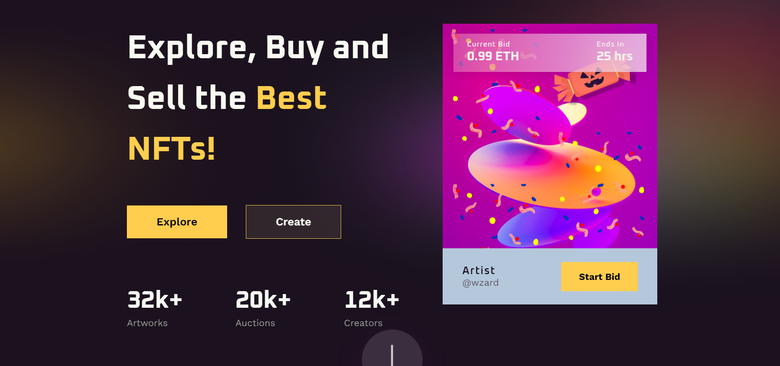 Explore, Buy and
Sell the Best
NFTs!
Explore
Create
32k+
20k+
12k+
Artworks
Auctions
Creators
Current Bid
Ends In
0.99 ETH
25 hrs
Artist
@wzard
Start Bid